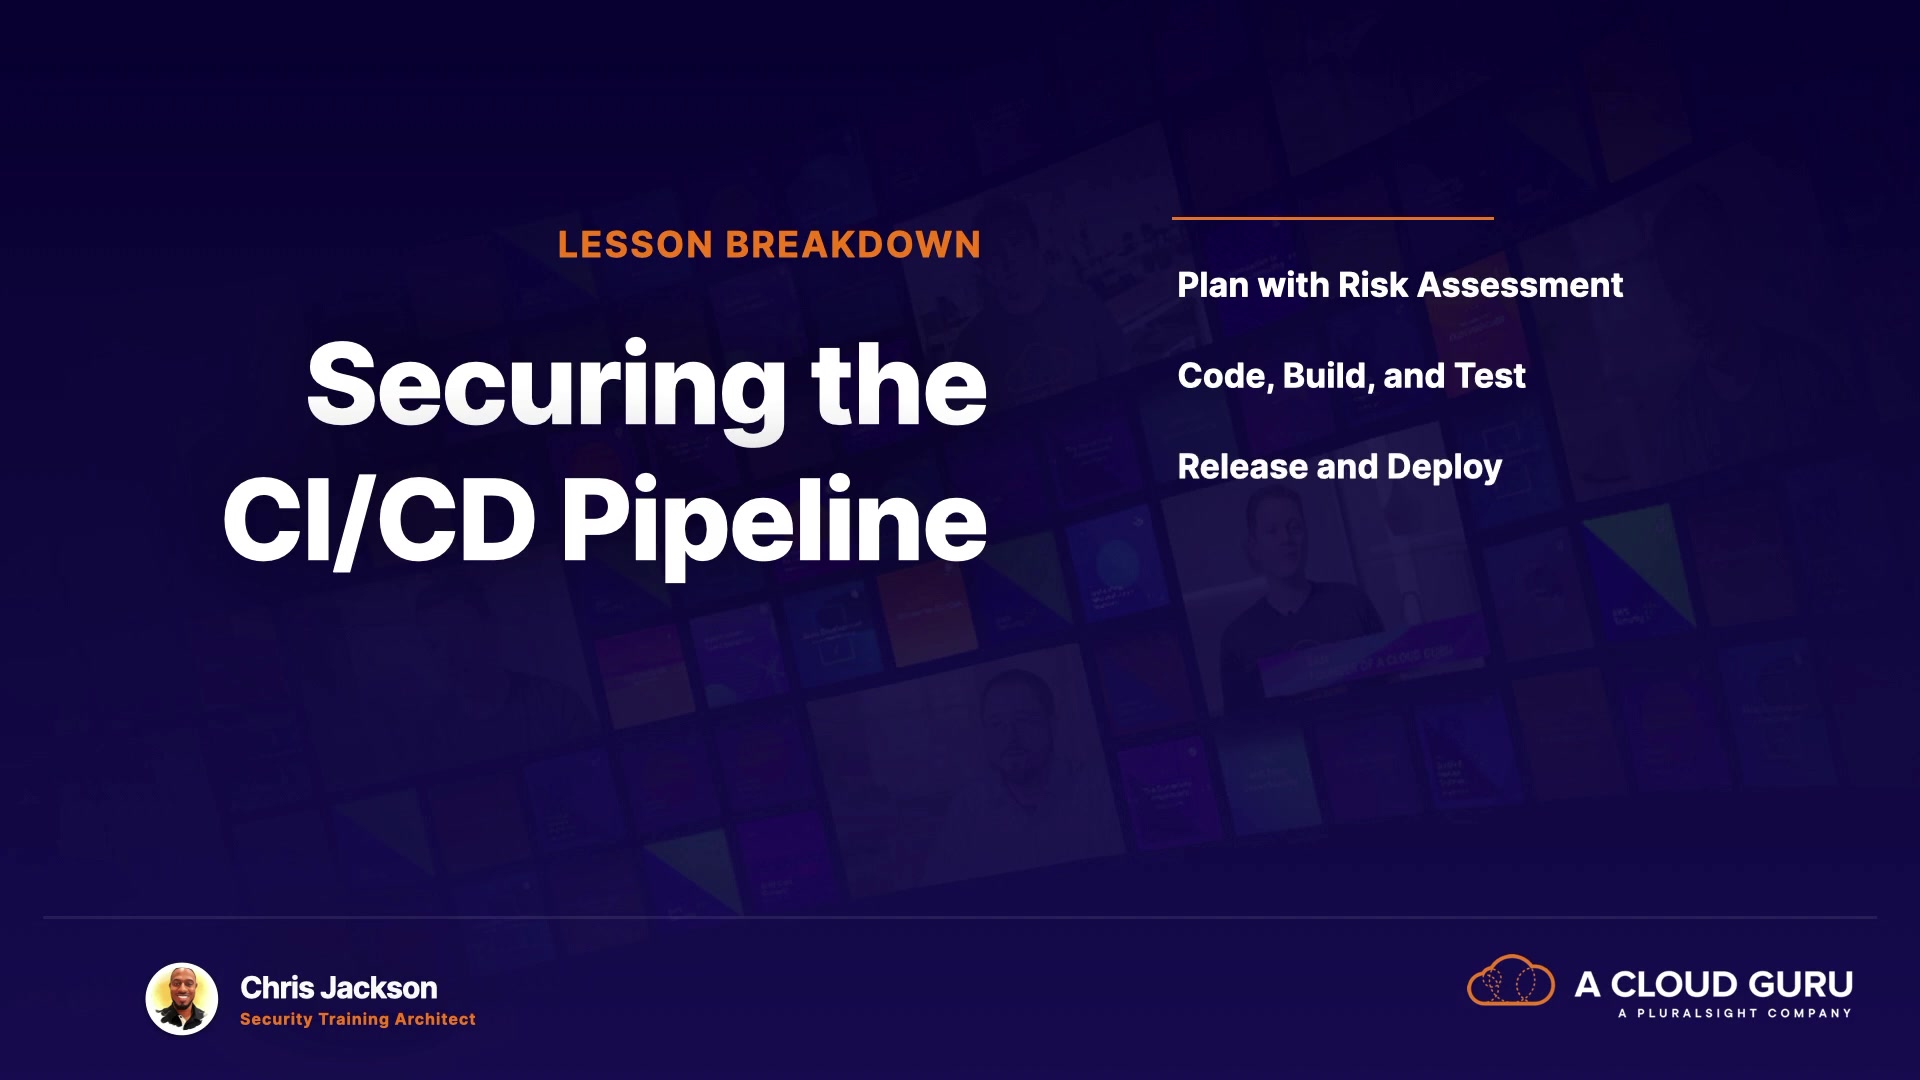 LESSON BREAKDOWN
Securing the
CI/CD Pipeline
Plan with Risk Assessment
Code, Build, and Test
Release and Deploy
Chris Jackson
Security Training Architect
A CLOUD GURU
A PLURALSIGHT COMPANY